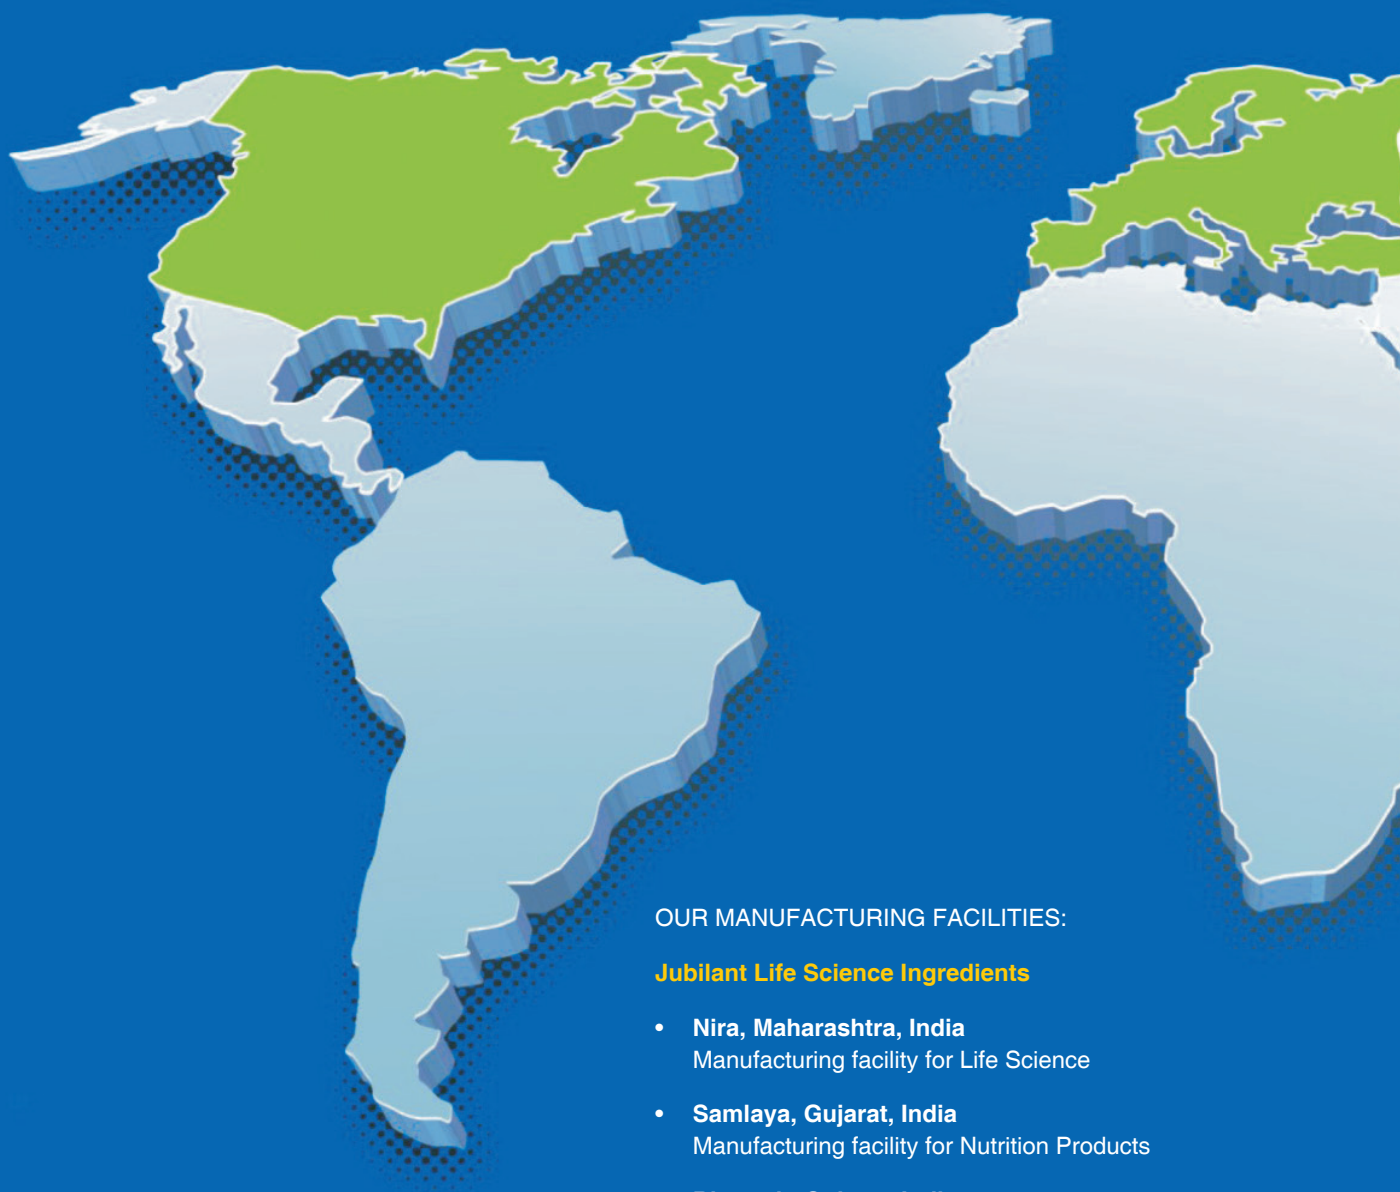 OUR MANUFACTURING FACILITIES:
Jubilant Life Science Ingredients
• Nira, Maharashtra, India
Manufacturing facility for Life Science
• Samlaya, Gujarat, India
Manufacturing facility for Nutrition Products